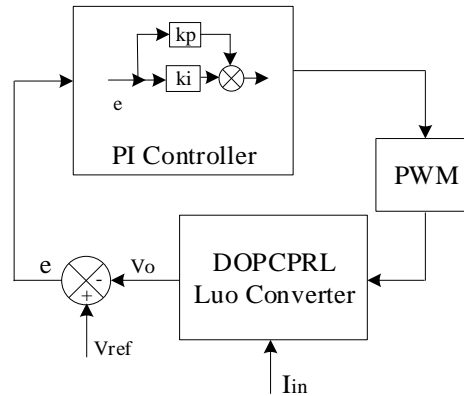 kp
ki
e
PI Controller
PWM
DOPCPRL
Luo Converter
e
-
Vo
+
Vref
Iin